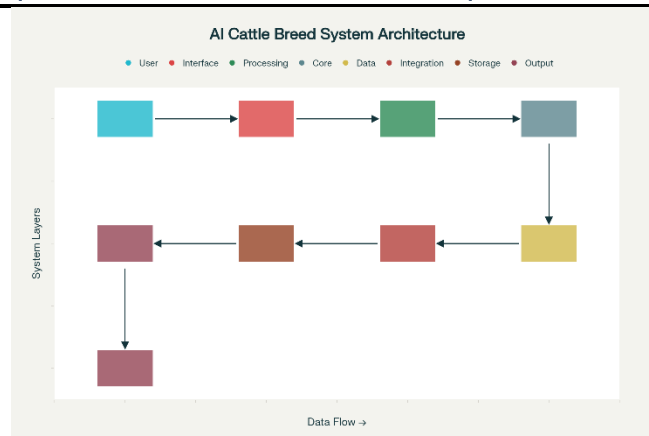 AI Cattle Breed System Architecture
User Interface Processing Core Data Integration Storage Output
System Layers
Data Flow →